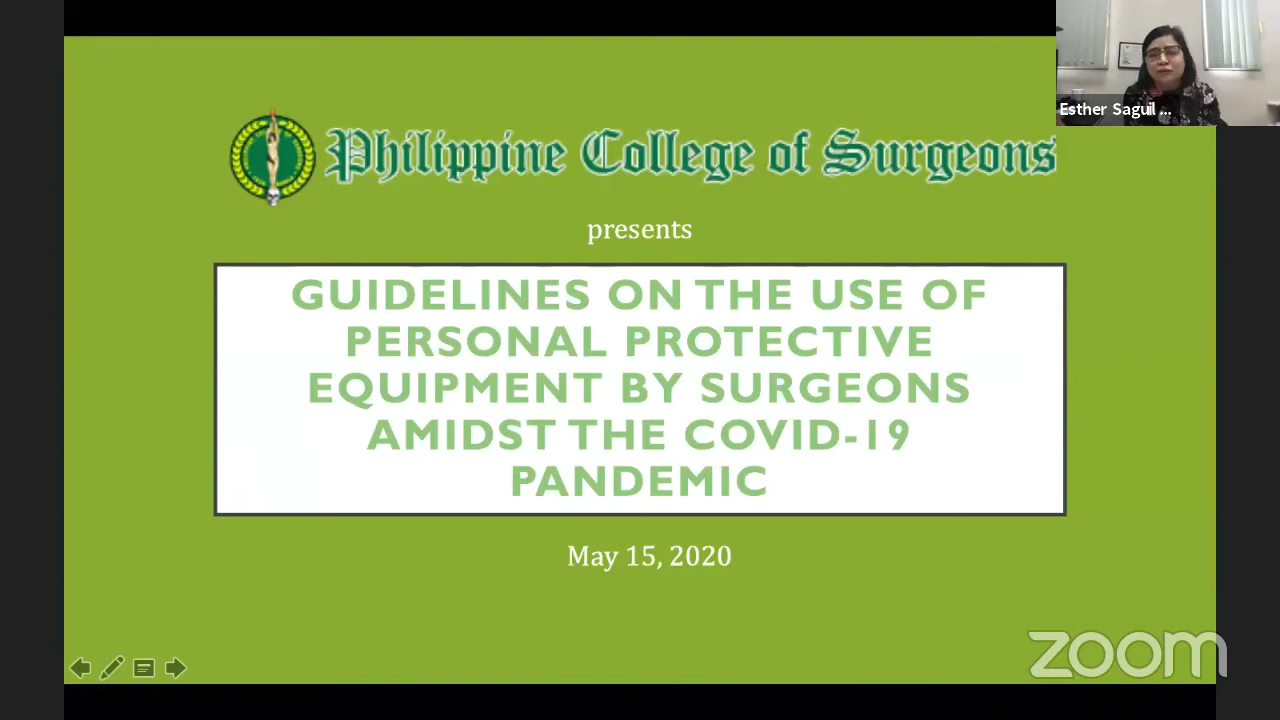 Esther Saguil ...
Philippine College of Surgeons
presents
GUIDELINES ON THE USE OF
PERSONAL PROTECTIVE
EQUIPMENT BY SURGEONS
AMIDST THE COVID-19
PANDEMIC
May 15, 2020
zoom